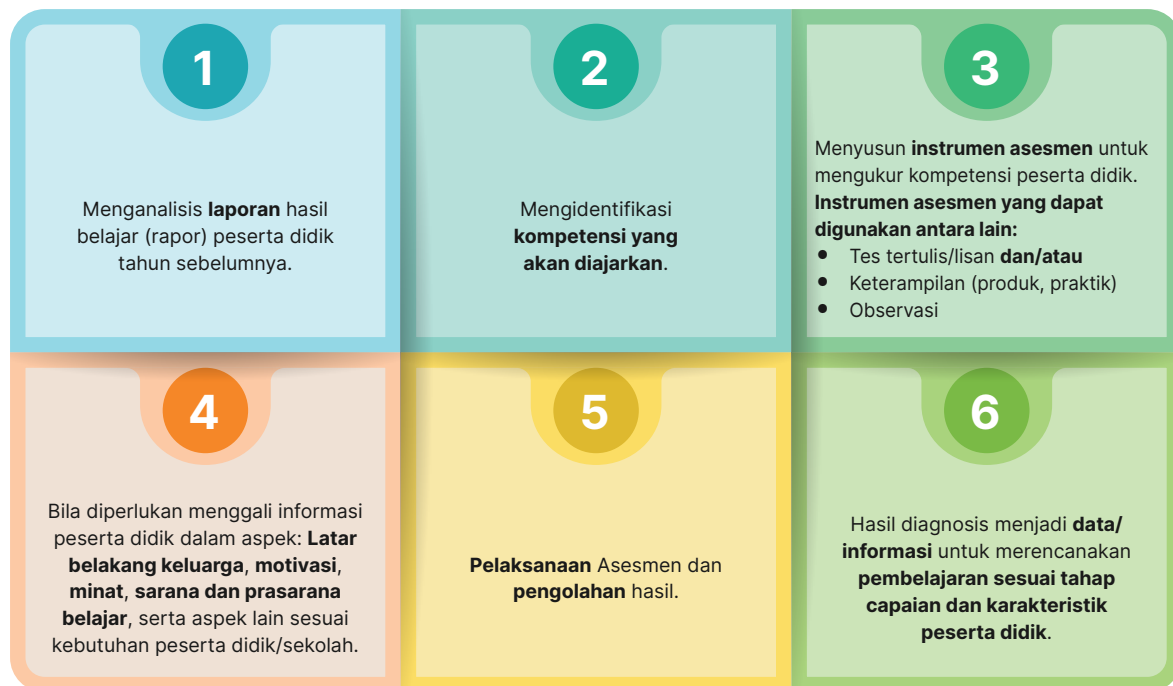 1
Menganalisis laporan hasil
belajar (rapor) peserta didik
tahun sebelumnya.
2
Mengidentifikasi
kompetensi yang
akan diajarkan.
3
Menyusun instrumen asesmen untuk
mengukur kompetensi peserta didik.
Instrumen asesmen yang dapat
digunakan antara lain:
• Tes tertulis/lisan dan/atau
• Keterampilan (produk, praktik)
• Observasi
4
Bila diperlukan menggali informasi
peserta didik dalam aspek: Latar
belakang keluarga, motivasi,
minat, sarana dan prasarana
belajar, serta aspek lain sesuai
kebutuhan peserta didik/sekolah.
5
Pelaksanaan Asesmen dan
pengolahan hasil.
6
Hasil diagnosis menjadi data/
informasi untuk merencanakan
pembelajaran sesuai tahap
capaian dan karakteristik
peserta didik.